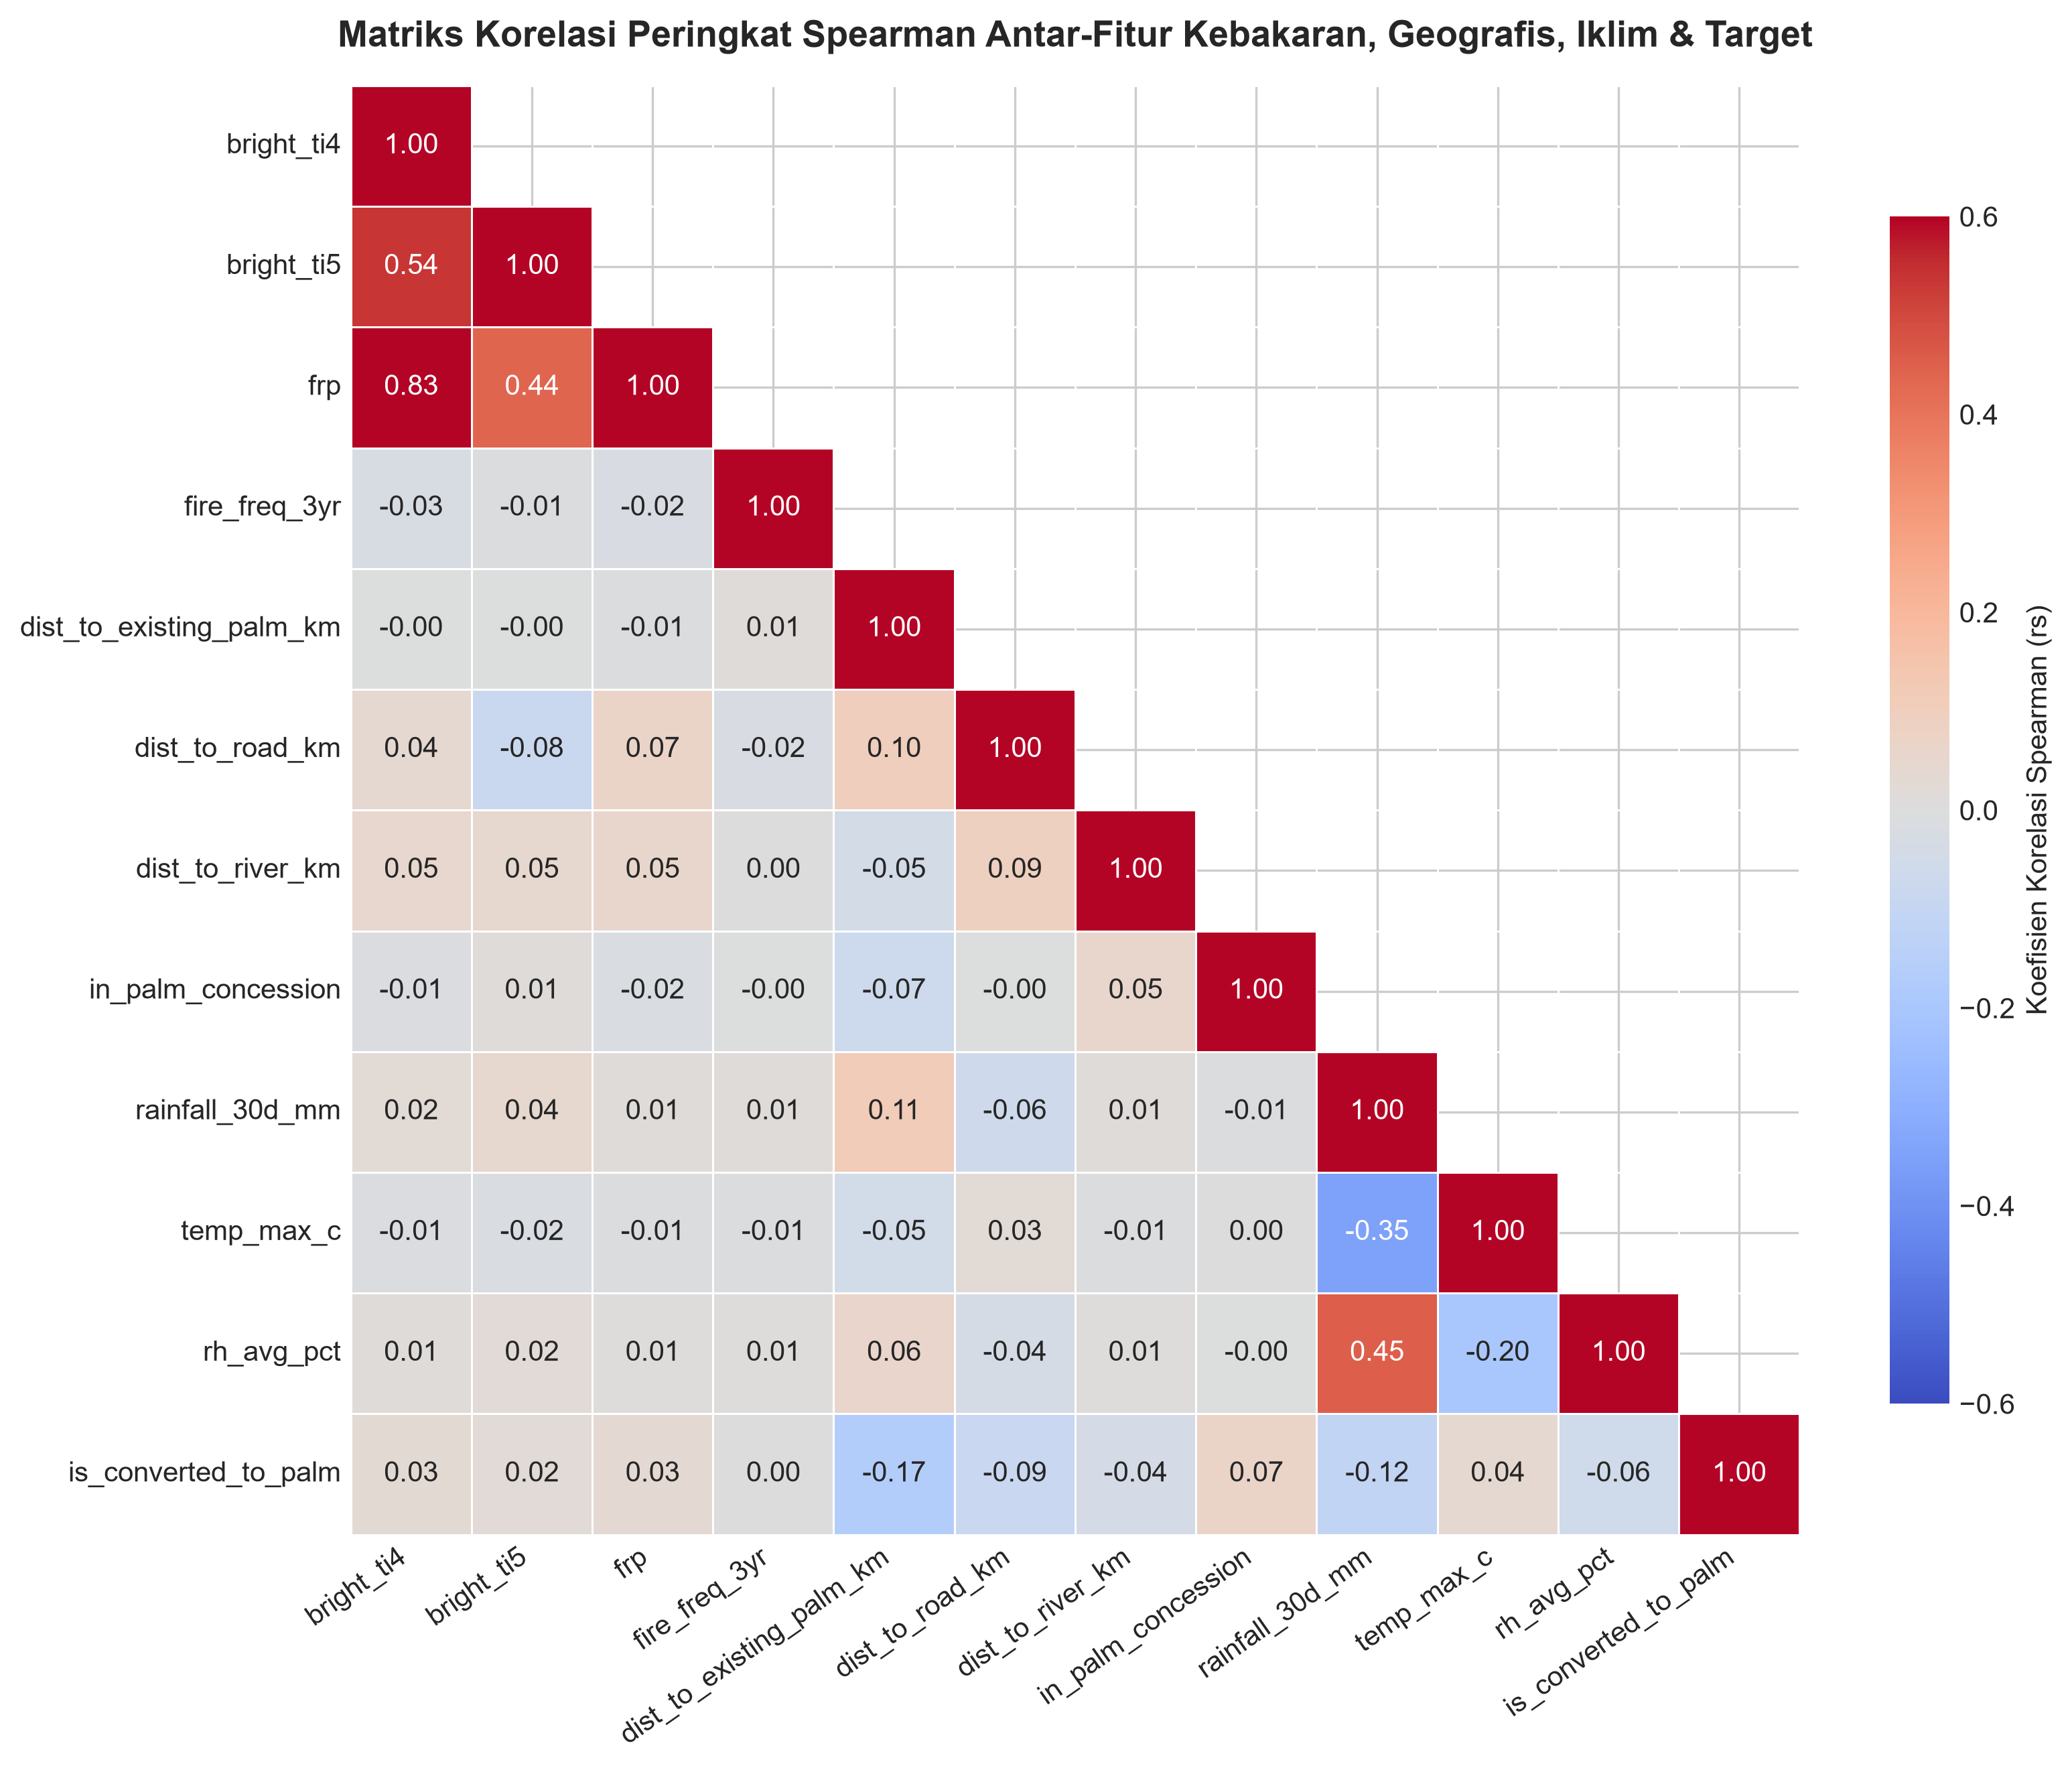 Matriks Korelasi Peringkat Spearman Antar-Fitur Kebakaran, Geografis, Iklim & Target
bright_ti4 1.00
bright_ti5 0.54 1.00
frp 0.83 0.44 1.00
fire_freq_3yr -0.03 -0.01 -0.02 1.00
dist_to_existing_palm_km -0.00 -0.00 -0.01 0.01 1.00
dist_to_road_km 0.04 -0.08 0.07 -0.02 0.10 1.00
dist_to_river_km 0.05 0.05 0.05 0.00 -0.05 0.09 1.00
in_palm_concession -0.01 0.01 -0.02 -0.00 -0.07 -0.00 0.05 1.00
rainfall_30d_mm 0.02 0.04 0.01 0.01 0.11 -0.06 0.01 -0.01 1.00
temp_max_c -0.01 -0.02 -0.01 -0.01 -0.05 0.03 -0.01 0.00 -0.35 1.00
rh_avg_pct 0.01 0.02 0.01 0.01 0.06 -0.04 0.01 -0.00 0.45 -0.20 1.00
is_converted_to_palm 0.03 0.02 0.03 0.00 -0.17 -0.09 -0.04 0.07 -0.12 0.04 -0.06 1.00
bright_ti4
bright_ti5
frp
fire_freq_3yr
dist_to_existing_palm_km
dist_to_road_km
dist_to_river_km
in_palm_concession
rainfall_30d_mm
temp_max_c
rh_avg_pct
is_converted_to_palm
0.6
0.4
0.2
0.0
−0.2
−0.4
−0.6
Koefisien Korelasi Spearman (rs)